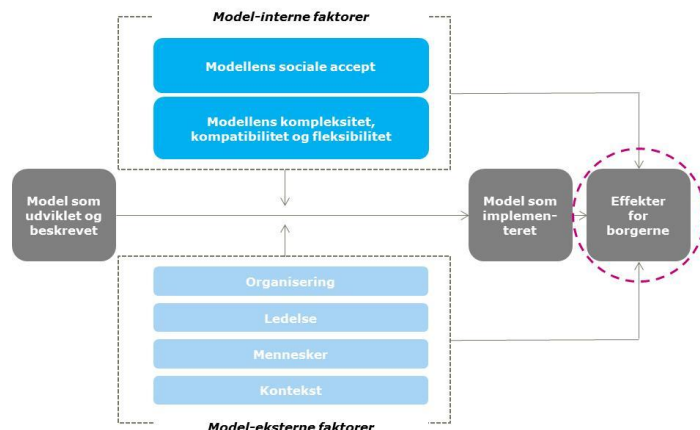 Model-interne faktorer
Modellens sociale accept
Modellens kompleksitet,
kompatibilitet og fleksibilitet
Model som
udviklet og
beskrevet
Model som
implemen-
teret
Effekter
for
borgerne
Organisering
Ledelse
Mennesker
Kontekst
Model-eksterne faktorer